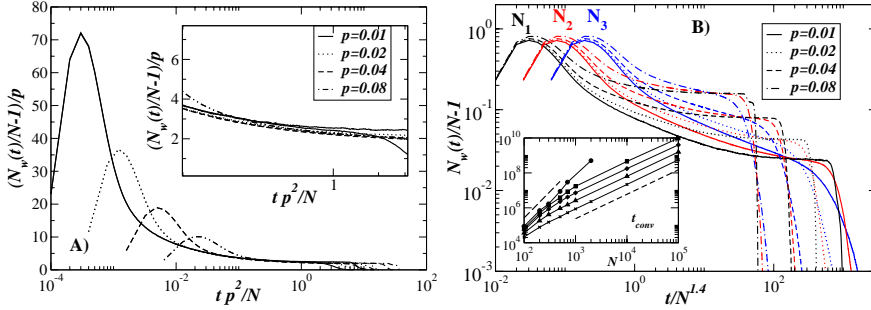 (N_w(t)/N-1)/p
80
70
60
50
40
30
20
10
0
10^-4
10^-2
10^0
10^2
t p^2/N
A)
(N_w(t)/N-1)/p
6
4
2
1
t p^2/N
p=0.01
p=0.02
p=0.04
p=0.08
B)
N_w(t)/N-1
10^0
10^-1
10^-2
10^-3
10^0
10^2
t/N^1.4
N_1 N_2 N_3
p=0.01
p=0.02
p=0.04
p=0.08
10^10
10^8
10^6
10^4
10^2
10^3
10^4
10^5
N
t_conv